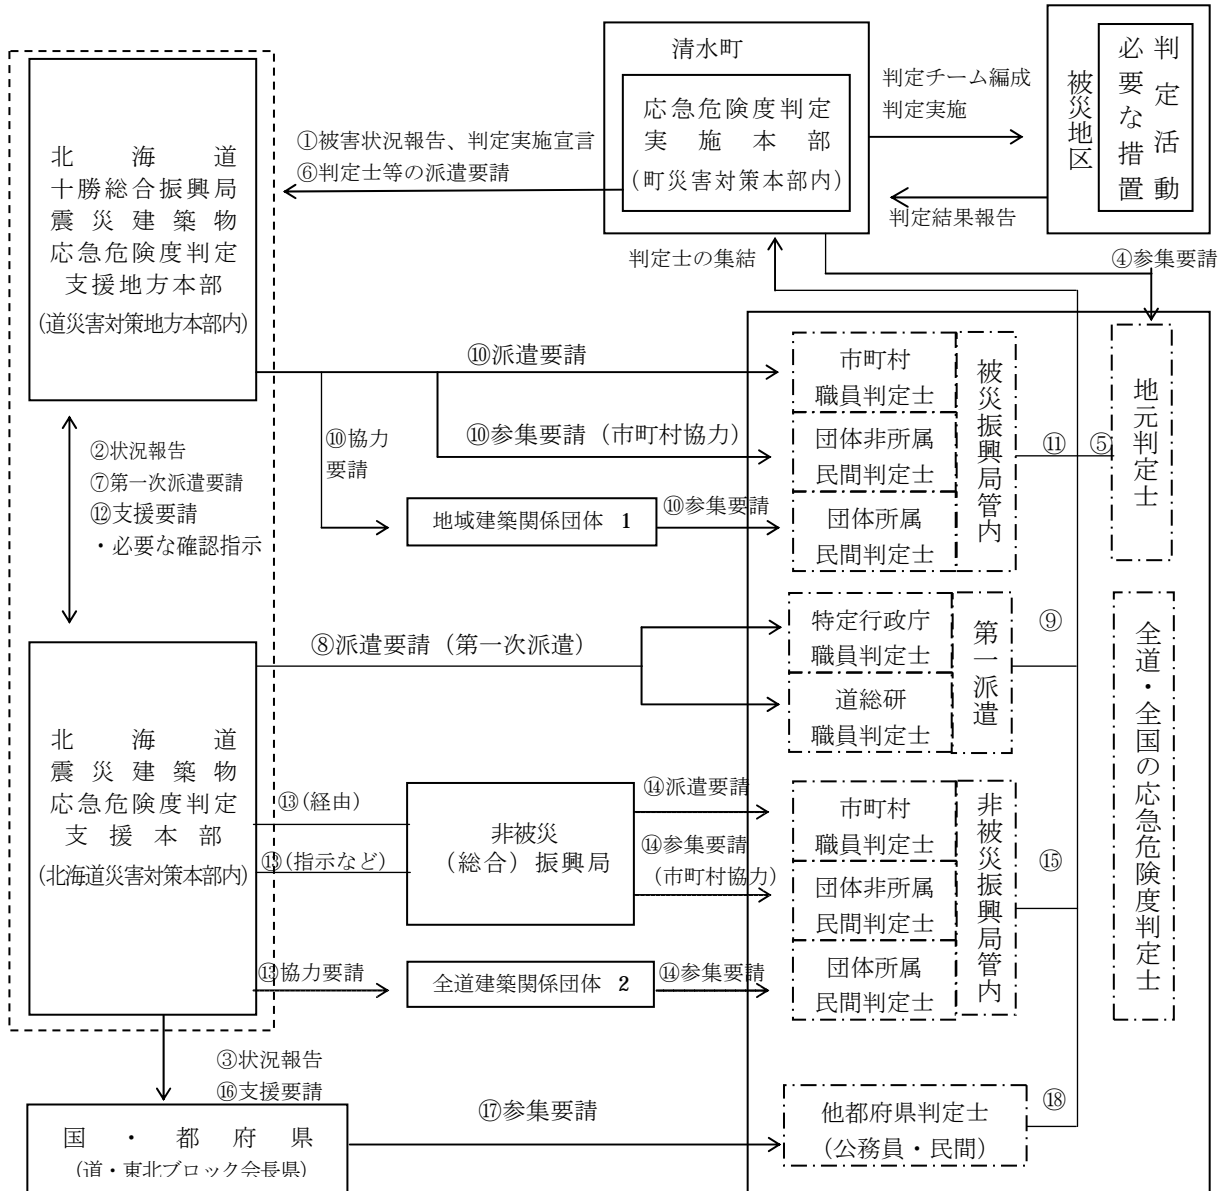 清水町
応急危険度判定
実施本部
(町災害対策本部内)
判定チーム編成
判定実施
判定結果報告
被災地区
判定活動
必要な措置
①被害状況報告、判定実施宣言
⑥判定士等の派遣要請
北海道
十勝総合振興局
震災建築物
応急危険度判定
支援地方本部
(道災害対策地方本部内)
判定士の集結
④参集要請
⑩派遣要請
⑩協力
要請
⑩参集要請（市町村協力）
地域建築関係団体 1
⑩参集要請
市町村
職員判定士
団体非所属
民間判定士
団体所属
民間判定士
被災振興局管内
⑪
⑤
地元判定士
②状況報告
⑦第一次派遣要請
⑫支援要請
・必要な確認指示
⑧派遣要請（第一次派遣）
特定行政庁
職員判定士
道総研
職員判定士
第一派遣
⑨
全道・全国の応急危険度判定士
北海道
震災建築物
応急危険度判定
支援本部
(北海道災害対策本部内)
⑬(経由)
⑬(指示など)
非被災
（総合）振興局
⑭派遣要請
⑭参集要請
(市町村協力)
⑬協力要請
全道建築関係団体 2
⑭参集要請
市町村
職員判定士
団体非所属
民間判定士
団体所属
民間判定士
非被災振興局管内
⑮
③状況報告
⑯支援要請
国・都府県
(道・東北ブロック会長県)
⑰参集要請
他都府県判定士
（公務員・民間）
⑱